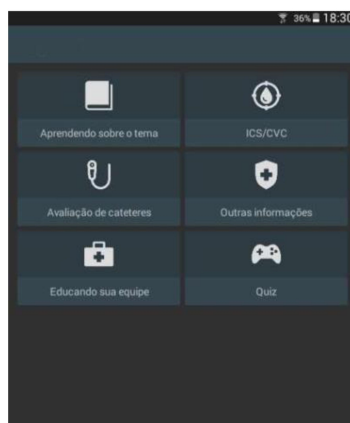 36% 18:30
Aprendendo sobre o tema
ICS/CVC
Avaliação de cateteres
Outras informações
Educando sua equipe
Quiz